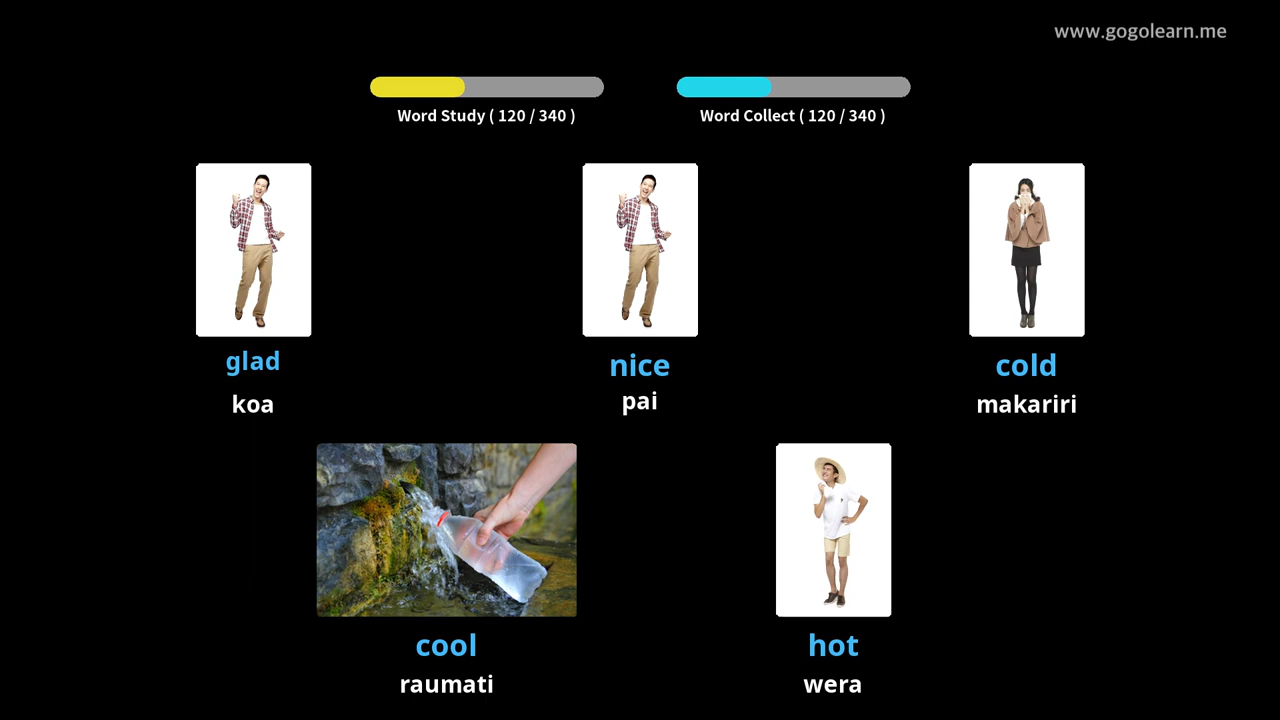 www.gogolearn.me
Word Study ( 120 / 340 )
Word Collect ( 120 / 340 )
glad
koa
nice
pai
cold
makariri
cool
raumati
hot
wera